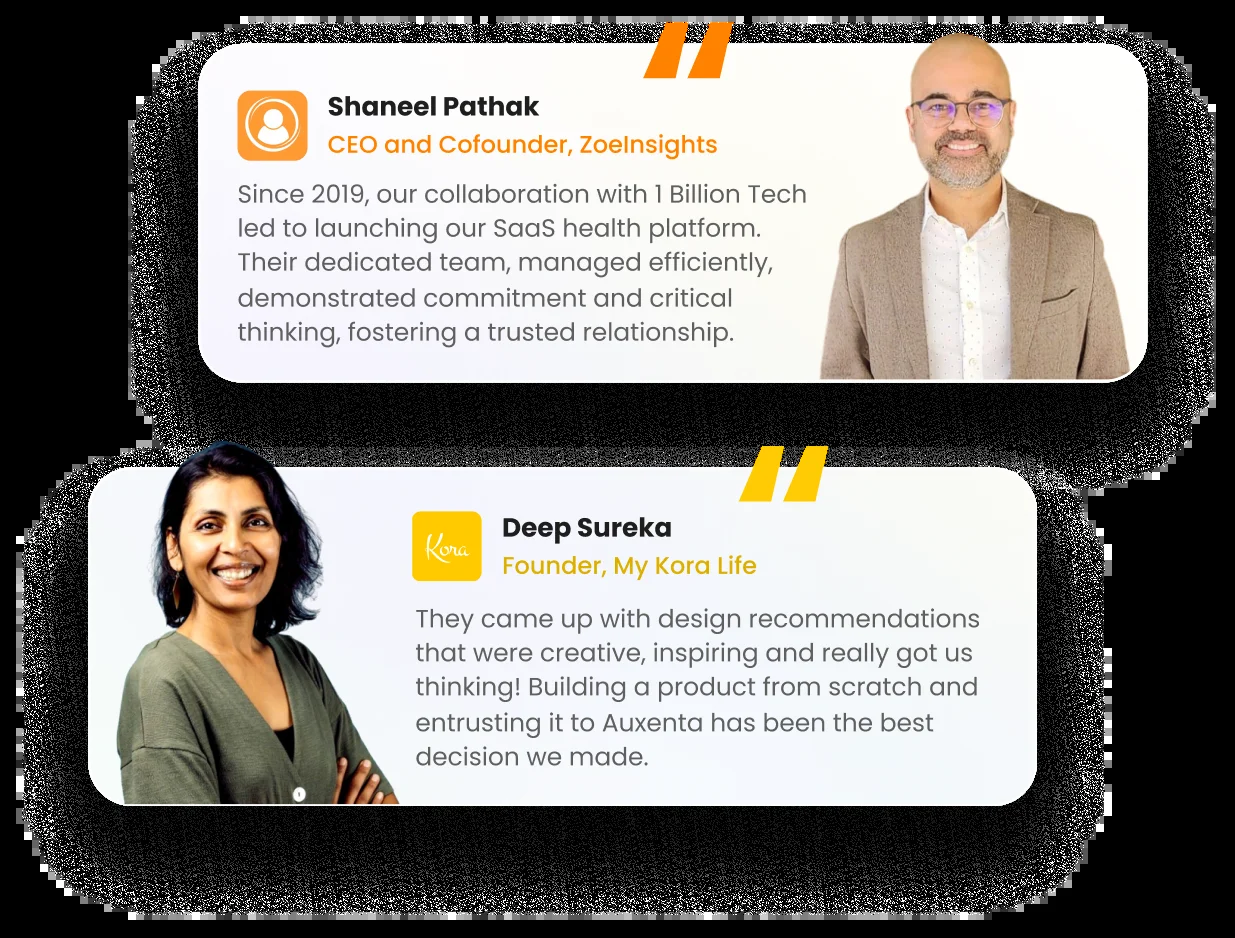 Shaneel Pathak
CEO and Cofounder, ZoeInsights
Since 2019, our collaboration with 1 Billion Tech
led to launching our SaaS health platform.
Their dedicated team, managed efficiently,
demonstrated commitment and critical
thinking, fostering a trusted relationship.
Kora
Deep Sureka
Founder, My Kora Life
They came up with design recommendations
that were creative, inspiring and really got us
thinking! Building a product from scratch and
entrusting it to Auxenta has been the best
decision we made.